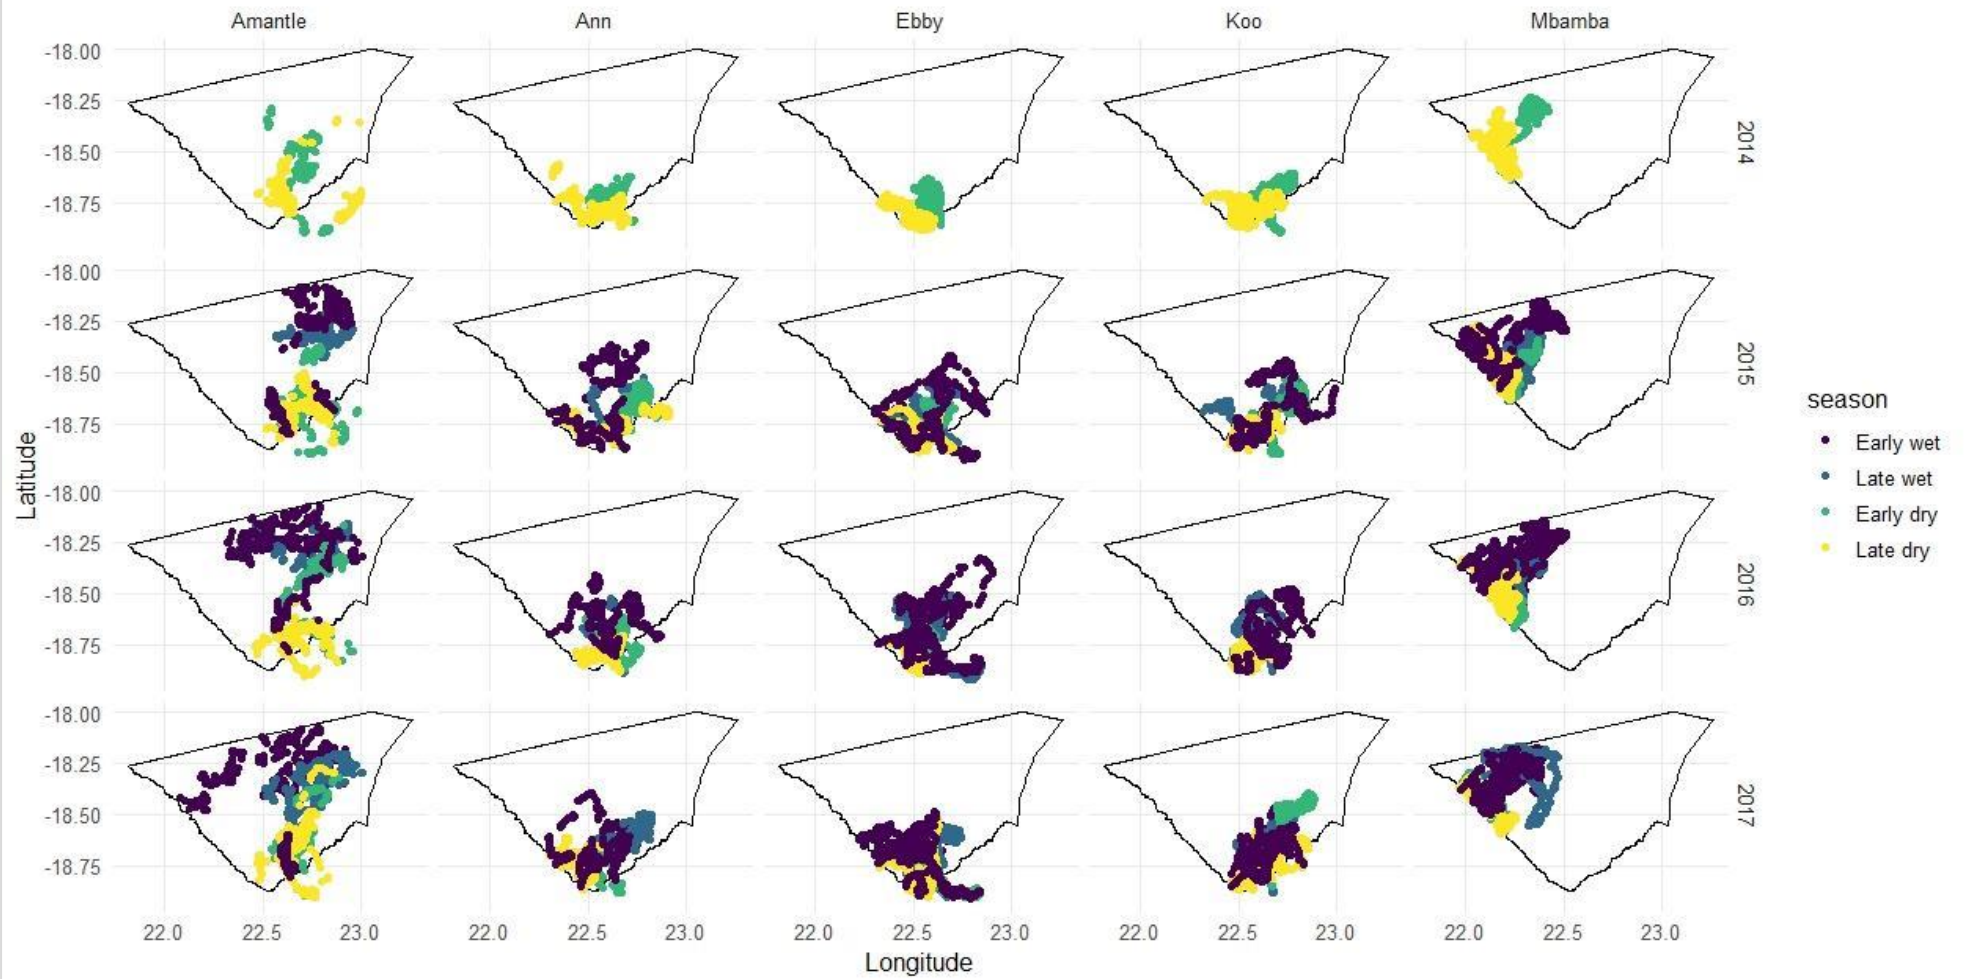 Amantle Ann Ebby Koo Mbamba
-18.00
-18.25
-18.50
-18.75
2014
-18.00
-18.25
-18.50
-18.75
2015
-18.00
-18.25
-18.50
-18.75
2016
-18.00
-18.25
-18.50
-18.75
2017
Latitude
22.0 22.5 23.0 22.0 22.5 23.0 22.0 22.5 23.0 22.0 22.5 23.0 22.0 22.5 23.0
Longitude
season
Early wet
Late wet
Early dry
Late dry